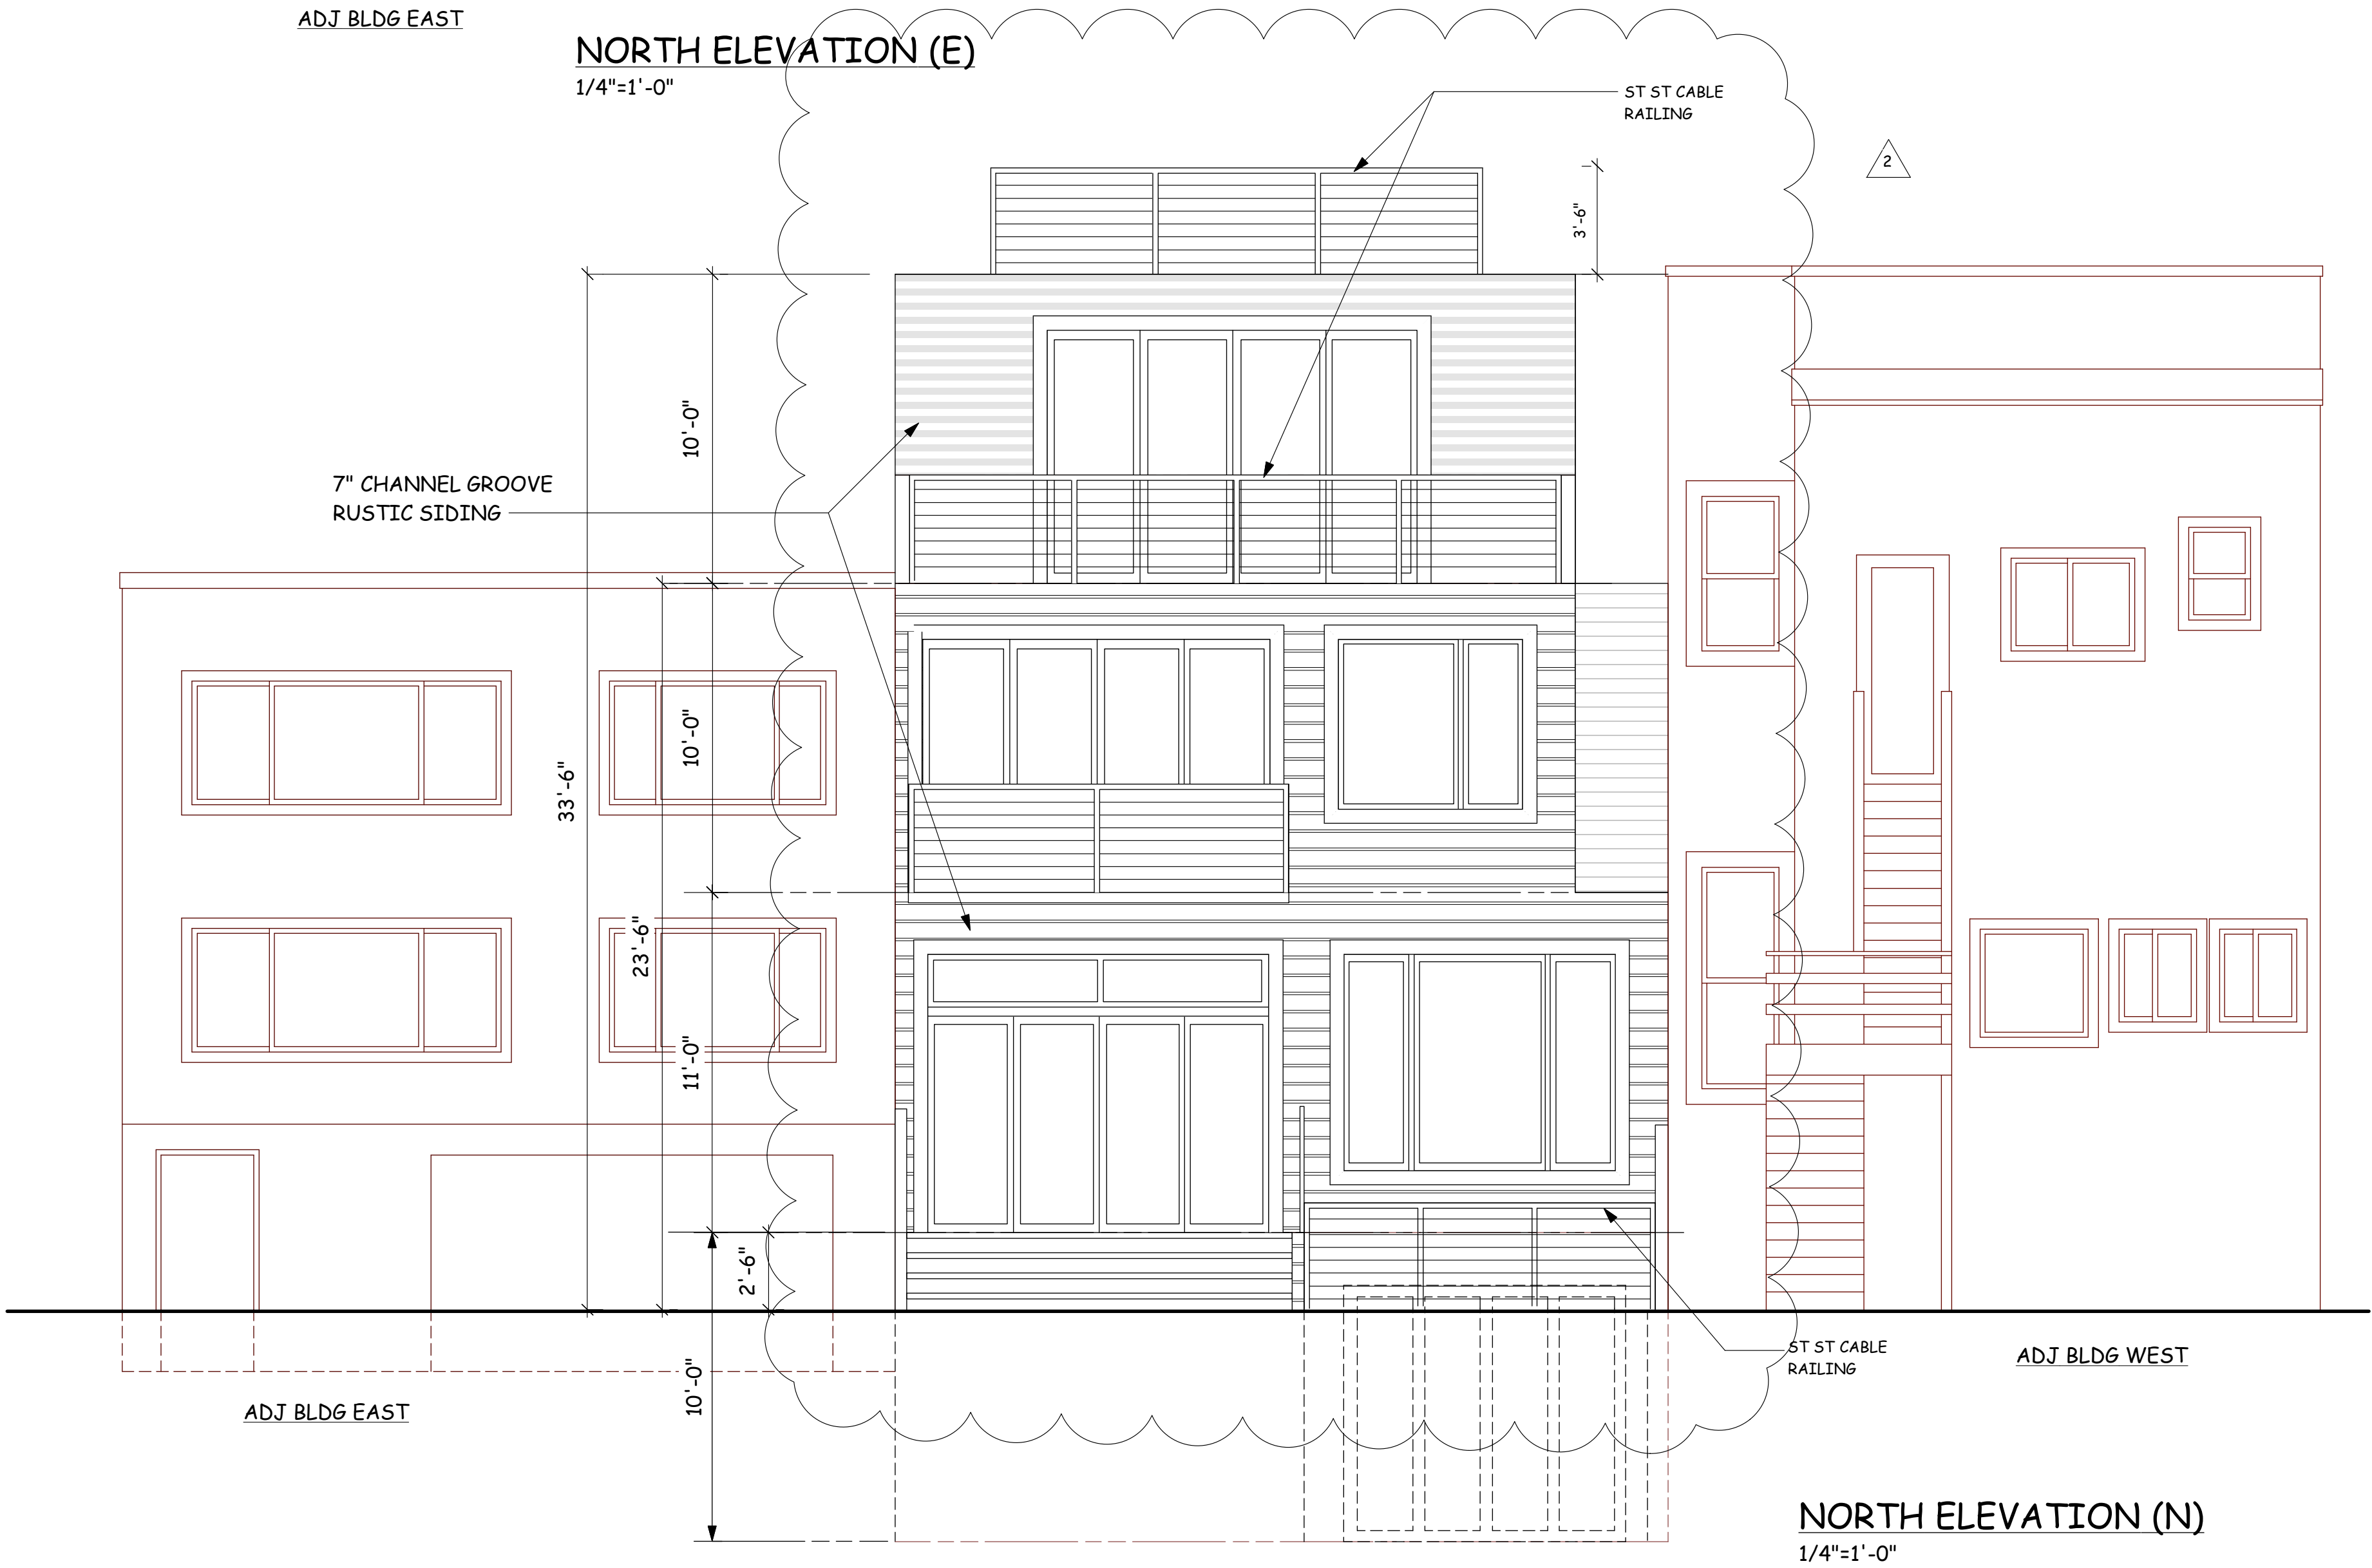 ADJ BLDG EAST
NORTH ELEVATION (E)
1/4"=1'-0"
ST ST CABLE
RAILING
2
3'-6"
10'-0"
7" CHANNEL GROOVE
RUSTIC SIDING
10'-0"
33'-6"
23'-6"
11'-0"
2'-6"
10'-0"
ST ST CABLE
RAILING
ADJ BLDG WEST
ADJ BLDG EAST
NORTH ELEVATION (N)
1/4"=1'-0"